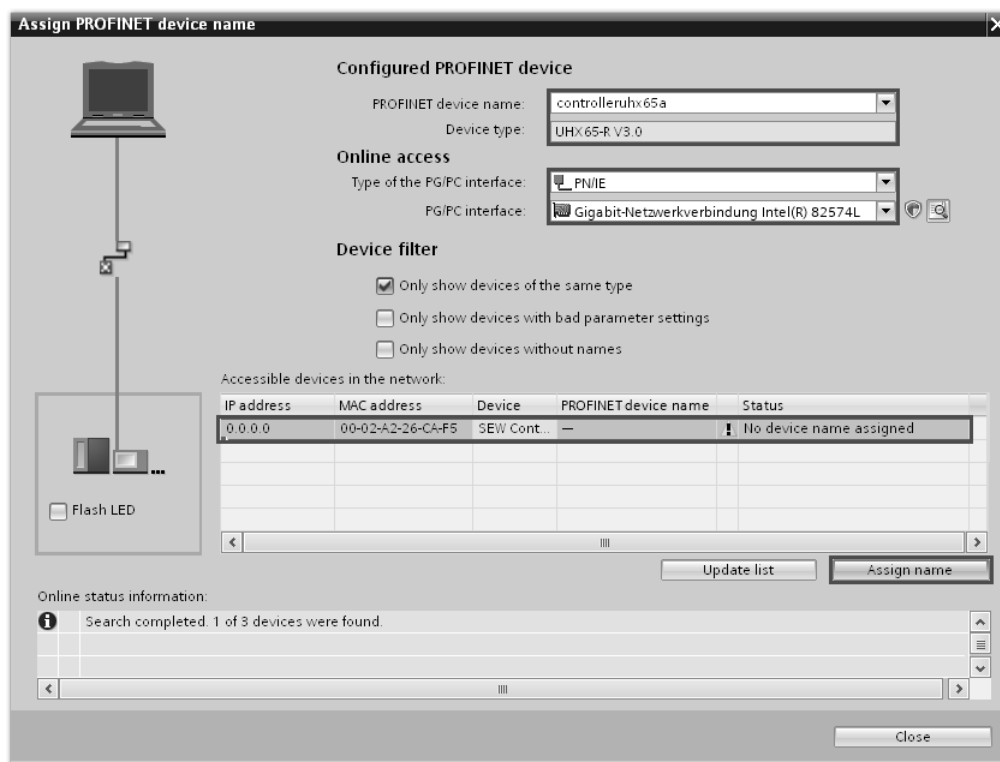 Assign PROFINET device name
Configured PROFINET device
PROFINET device name: controlleruhx65a
Device type: UHX65-R V3.0
Online access
Type of the PG/PC interface: PN/IE
PG/PC interface: Gigabit-Netzwerkverbindung Intel(R) 82574L
Device filter
Only show devices of the same type
Only show devices with bad parameter settings
Only show devices without names
Accessible devices in the network:
IP address MAC address Device PROFINET device name Status
0.0.0.0 00-02-A2-26-CA-F5 SEW Cont... — No device name assigned
Flash LED
Update list Assign name
Online status information:
Search completed. 1 of 3 devices were found.
Close